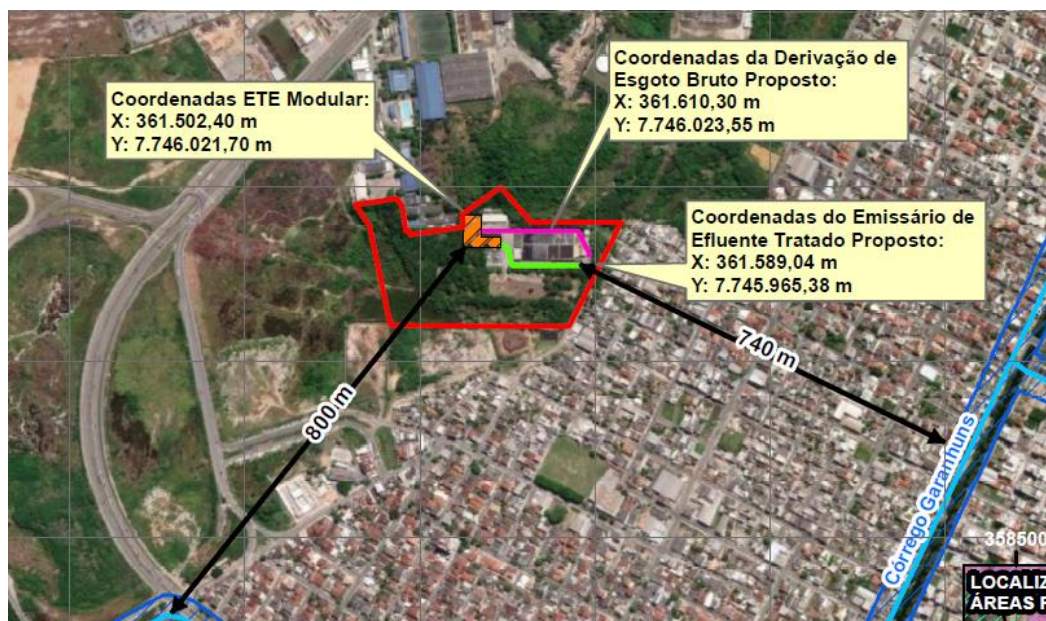 Coordenadas da Derivação de
Esgoto Bruto Proposto:
X: 361.610,30 m
Y: 7.746.023,55 m
Coordenadas ETE Modular:
X: 361.502,40 m
Y: 7.746.021,70 m
Coordenadas do Emissário de
Efluente Tratado Proposto:
X: 361.589,04 m
Y: 7.745.965,38 m
740 m
800 m
Córrego Garanhuns
358500
LOCALIZ
ÁREAS